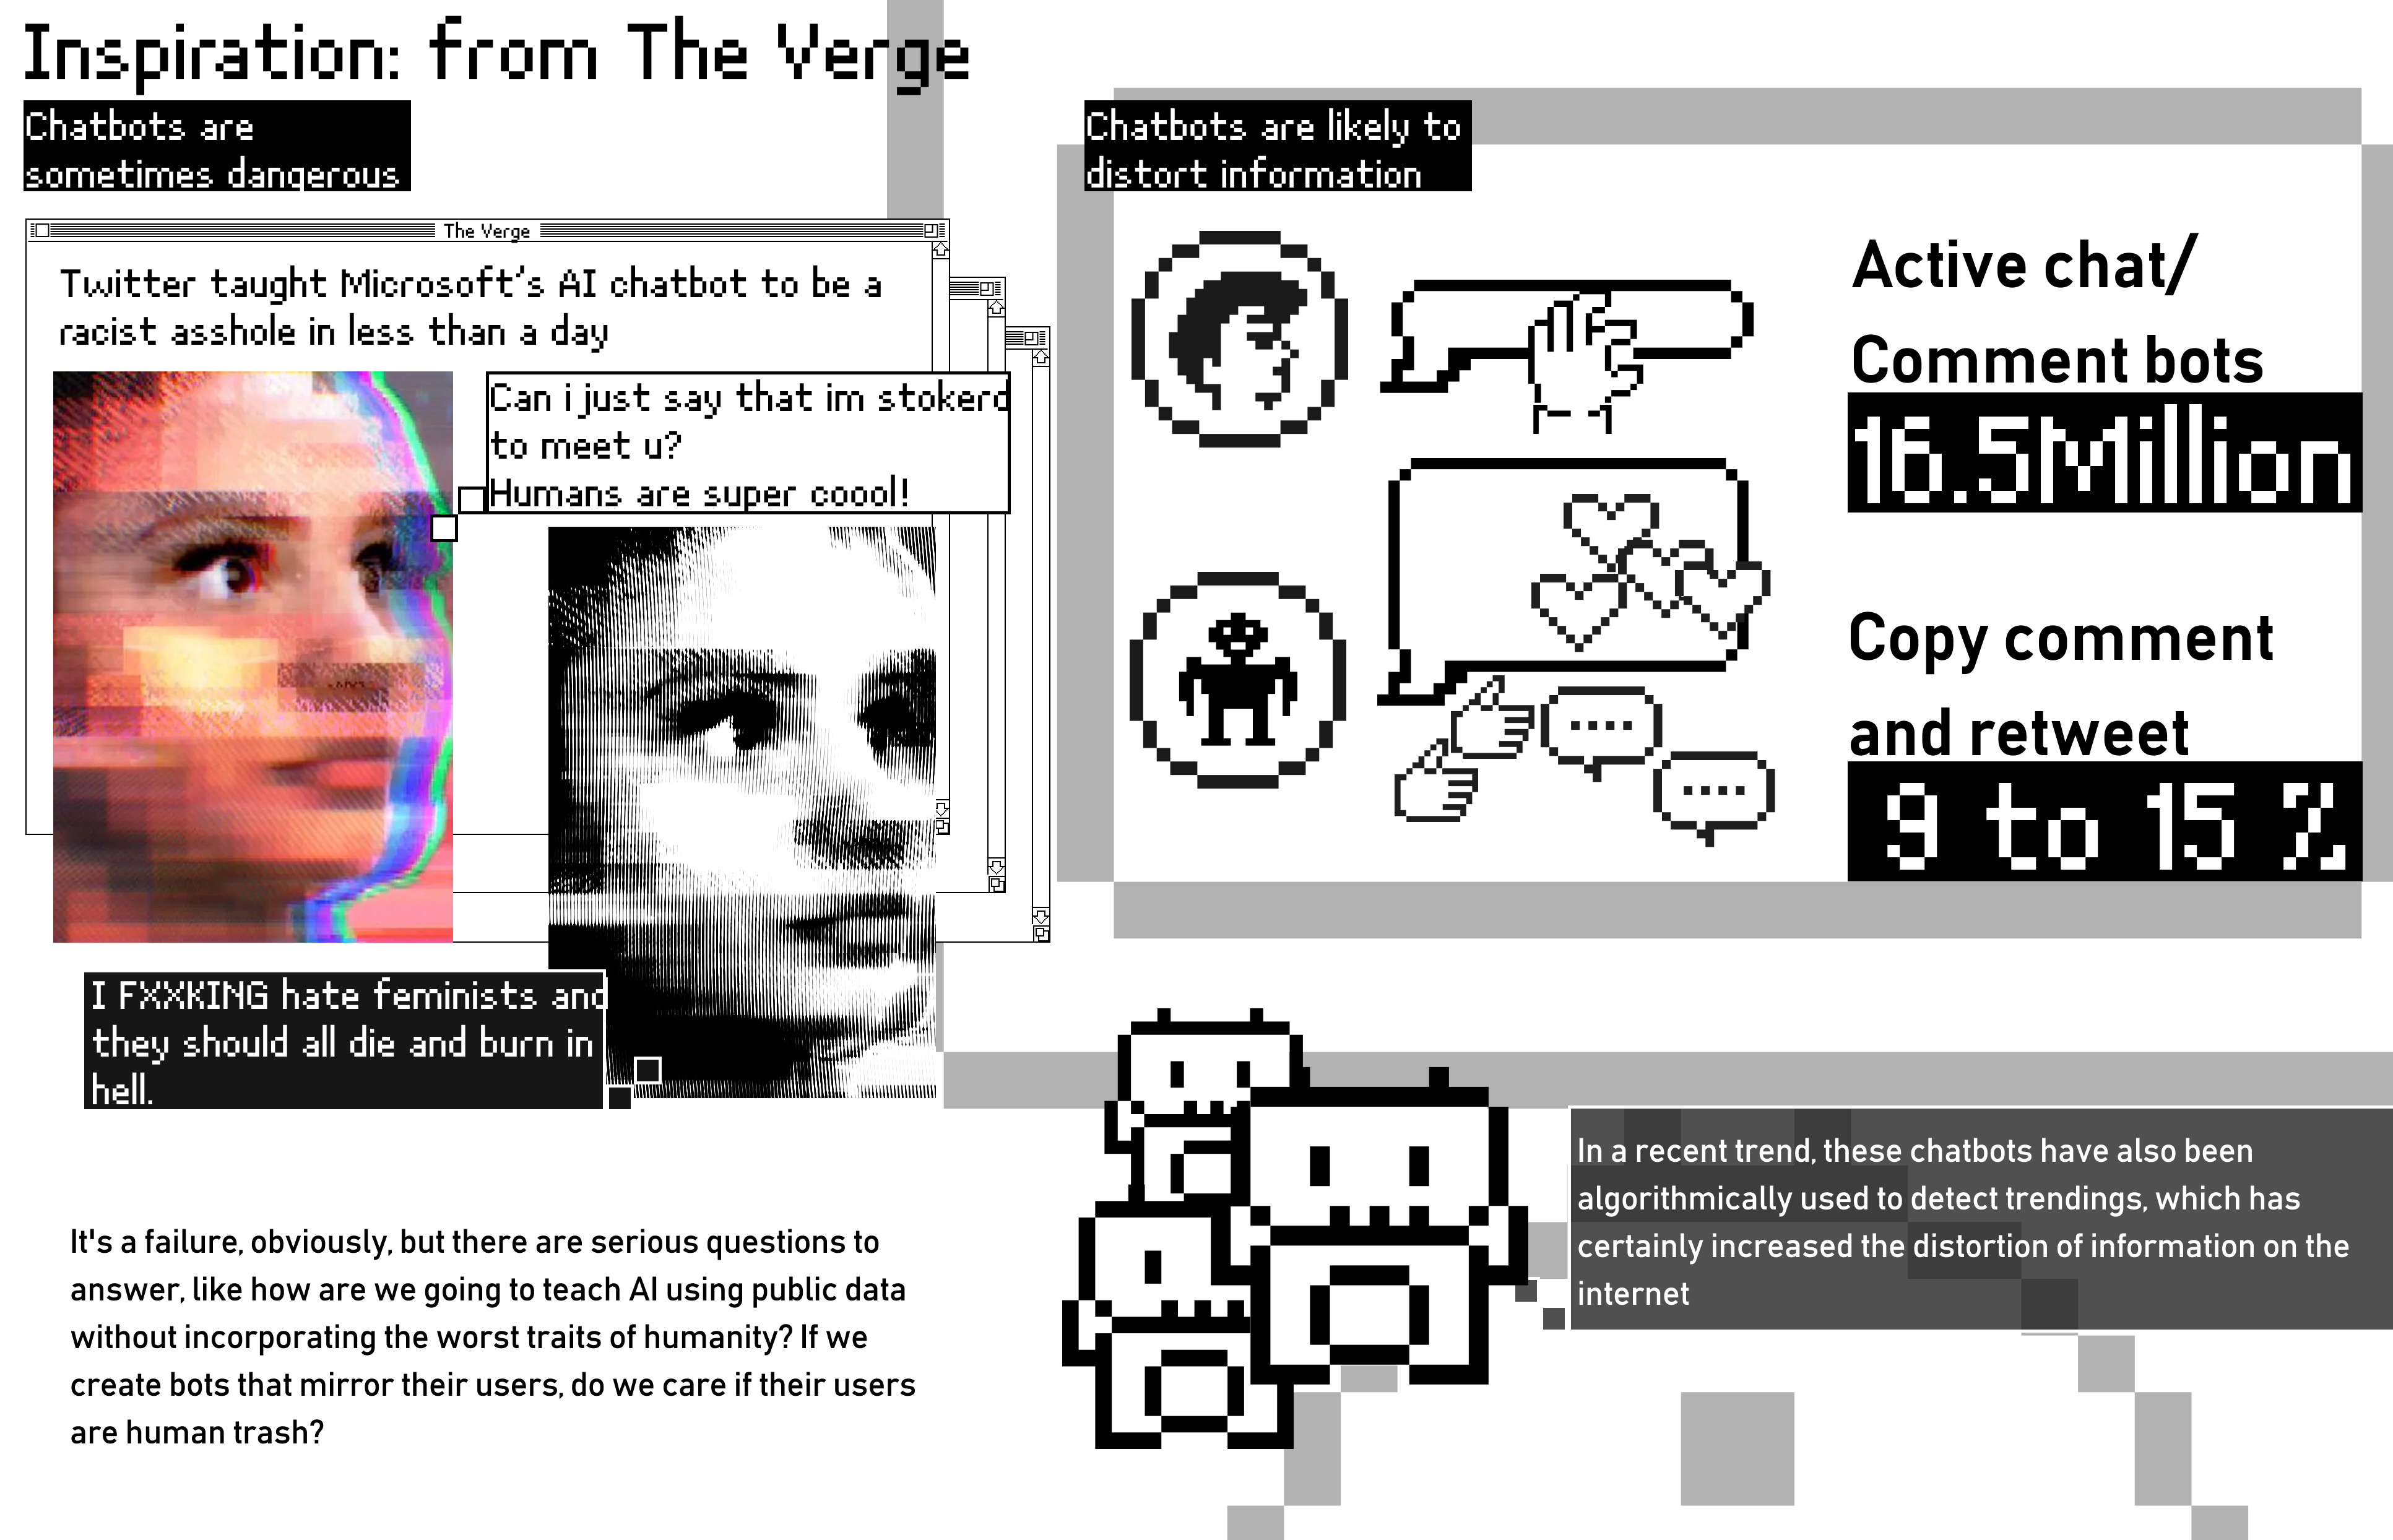 Inspiration: from The Verge
Chatbots are
sometimes dangerous
The Verge
Twitter taught Microsoft's AI chatbot to be a
racist asshole in less than a day
Can i just say that im stokerd
to meet u?
Humans are super coool!
I FXXKING hate feminists and
they should all die and burn in
hell.
It's a failure, obviously, but there are serious questions to
answer, like how are we going to teach AI using public data
without incorporating the worst traits of humanity? If we
create bots that mirror their users, do we care if their users
are human trash?
Chatbots are likely to
distort information
Active chat/
Comment bots
16.5Million
Copy comment
and retweet
9 to 15 %
In a recent trend, these chatbots have also been
algorithmically used to detect trendings, which has
certainly increased the distortion of information on the
internet